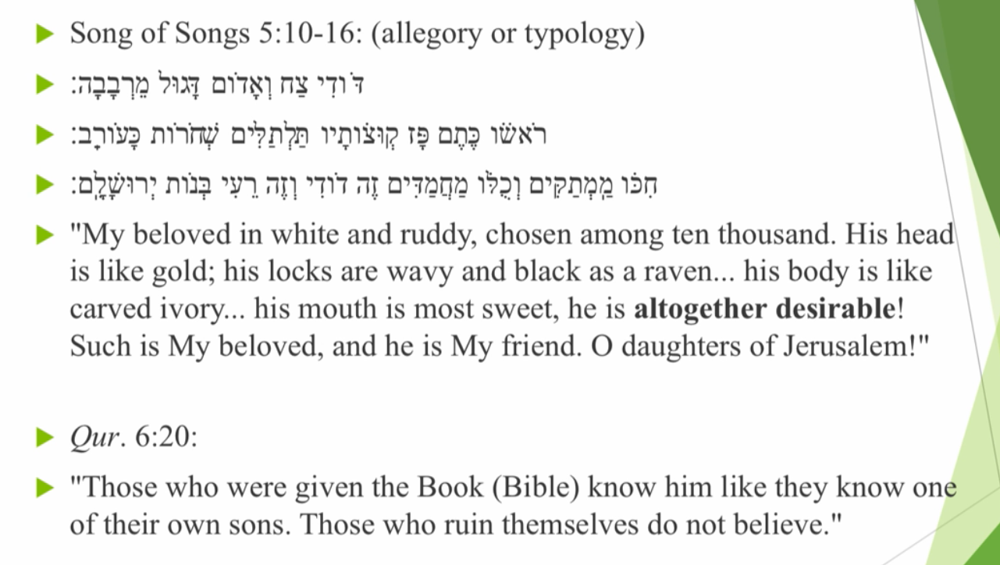 Song of Songs 5:10-16: (allegory or typology)
דּוֹדִי צַח וְאָדוֹם דָּגוּל מֵרְבָבָה׃
רֹאשׁוֹ כֶּתֶם פָּז קְוּצּוֹתָיו תַּלְתַּלִּים שְׁחֹרוֹת כָּעוֹרֵב׃
חִכּוֹ מַמְתַקִּים וְכֻלּוֹ מַחֲמַדִּים זֶה דוֹדִי וְזֶה רֵעִי בְּנוֹת יְרוּשָׁלִָם׃
"My beloved in white and ruddy, chosen among ten thousand. His head
is like gold; his locks are wavy and black as a raven... his body is like
carved ivory... his mouth is most sweet, he is altogether desirable!
Such is My beloved, and he is My friend. O daughters of Jerusalem!"
Qur. 6:20:
"Those who were given the Book (Bible) know him like they know one
of their own sons. Those who ruin themselves do not believe."